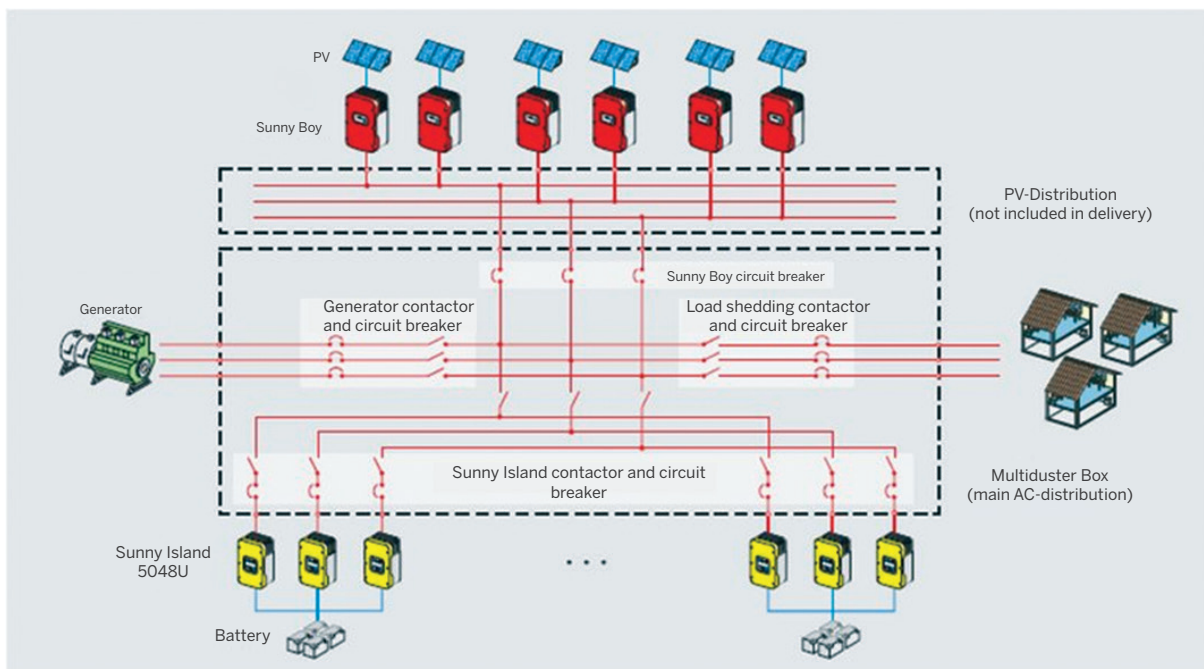 PV
Sunny Boy
PV-Distribution
(not included in delivery)
Sunny Boy circuit breaker
Generator
Generator contactor
and circuit breaker
Load shedding contactor
and circuit breaker
Sunny Island contactor and circuit
breaker
Multiduster Box
(main AC-distribution)
Sunny Island
5048U
...
Battery